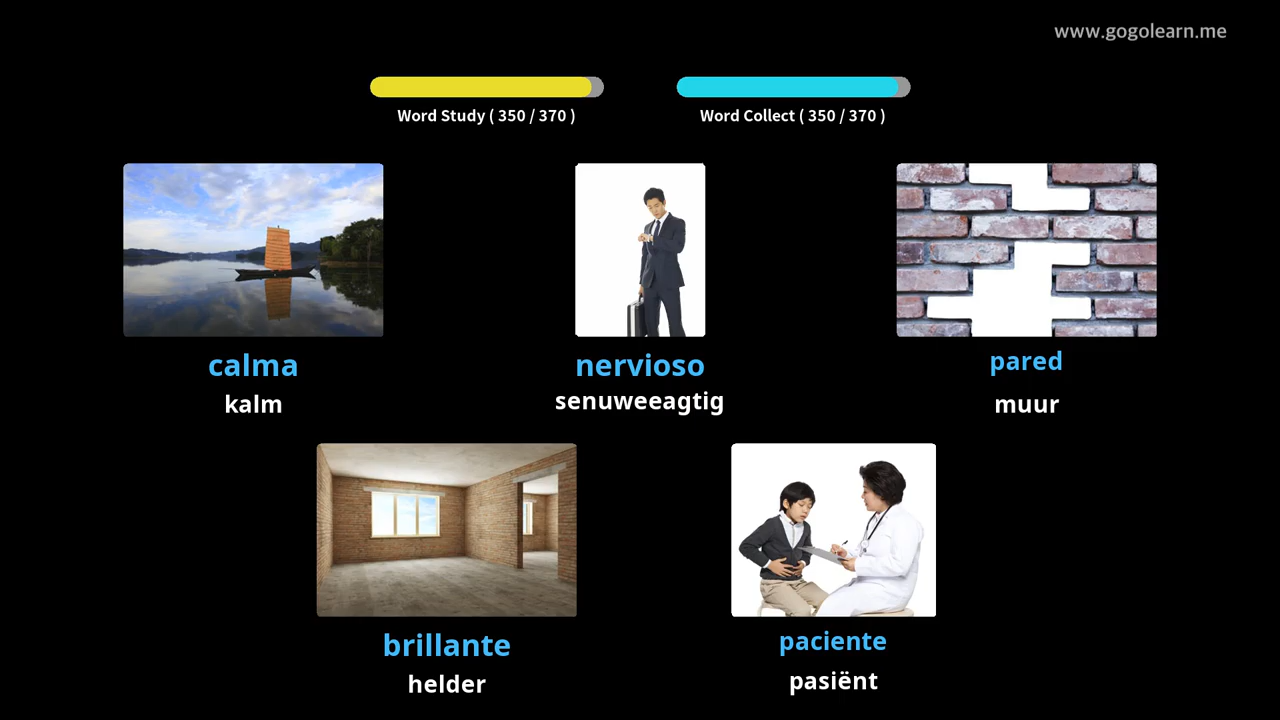 www.gogolearn.me
Word Study ( 350 / 370 )
Word Collect ( 350 / 370 )
calma
kalm
nervioso
senuweeagtig
pared
muur
brillante
helder
paciente
pasiënt